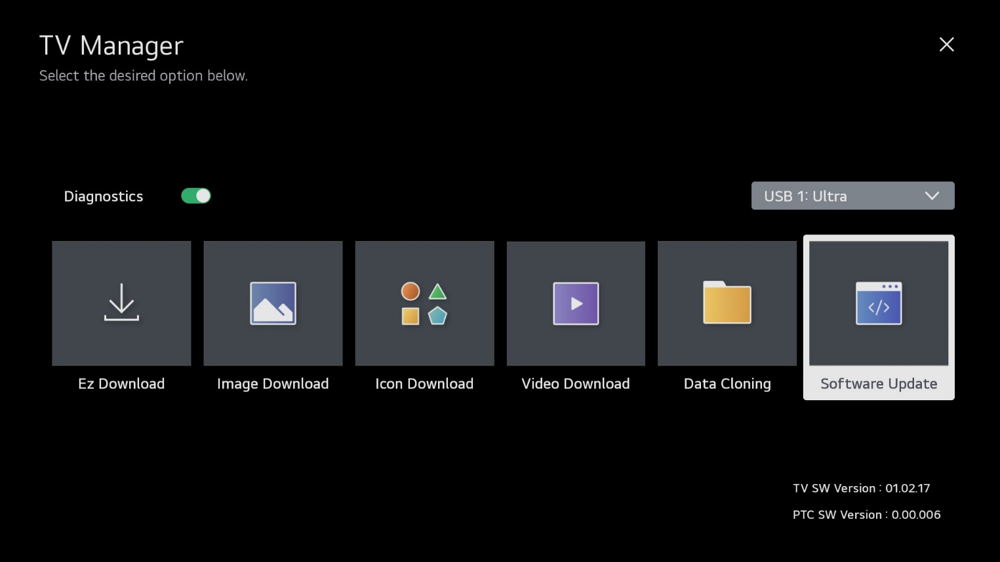 TV Manager
Select the desired option below.
Diagnostics
USB 1: Ultra
Ez Download
Image Download
Icon Download
Video Download
Data Cloning
Software Update
TV SW Version : 01.02.17
PTC SW Version : 0.00.006